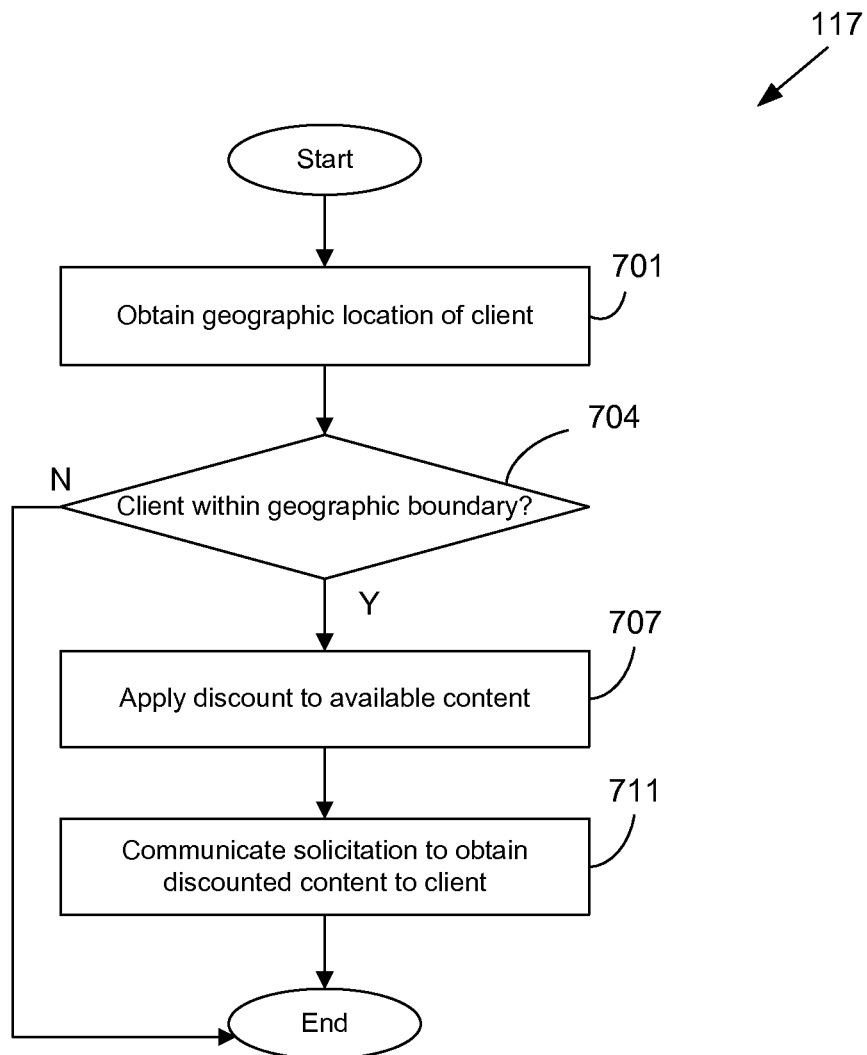 117
Start
701
Obtain geographic location of client
704
N
Client within geographic boundary?
Y
707
Apply discount to available content
711
Communicate solicitation to obtain
discounted content to client
End